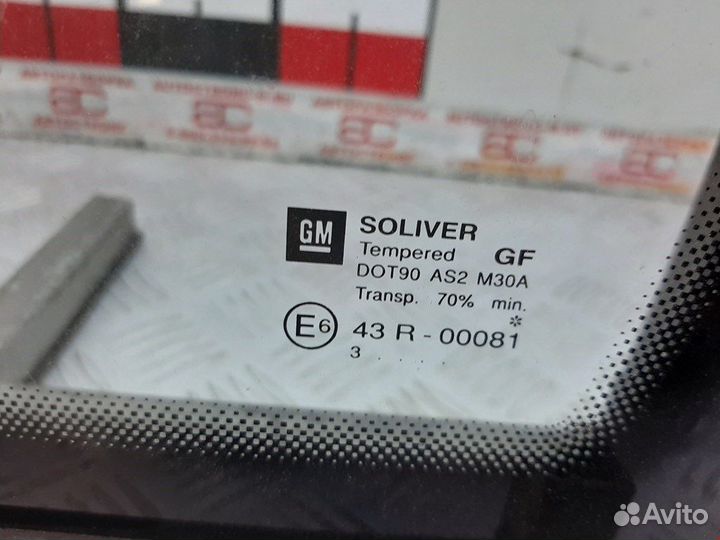 GM SOLIVER
Tempered GF
DOT90 AS2 M30A
Transp. 70% min.
E6 43 R - 00081 *
3 . . . .
Avito